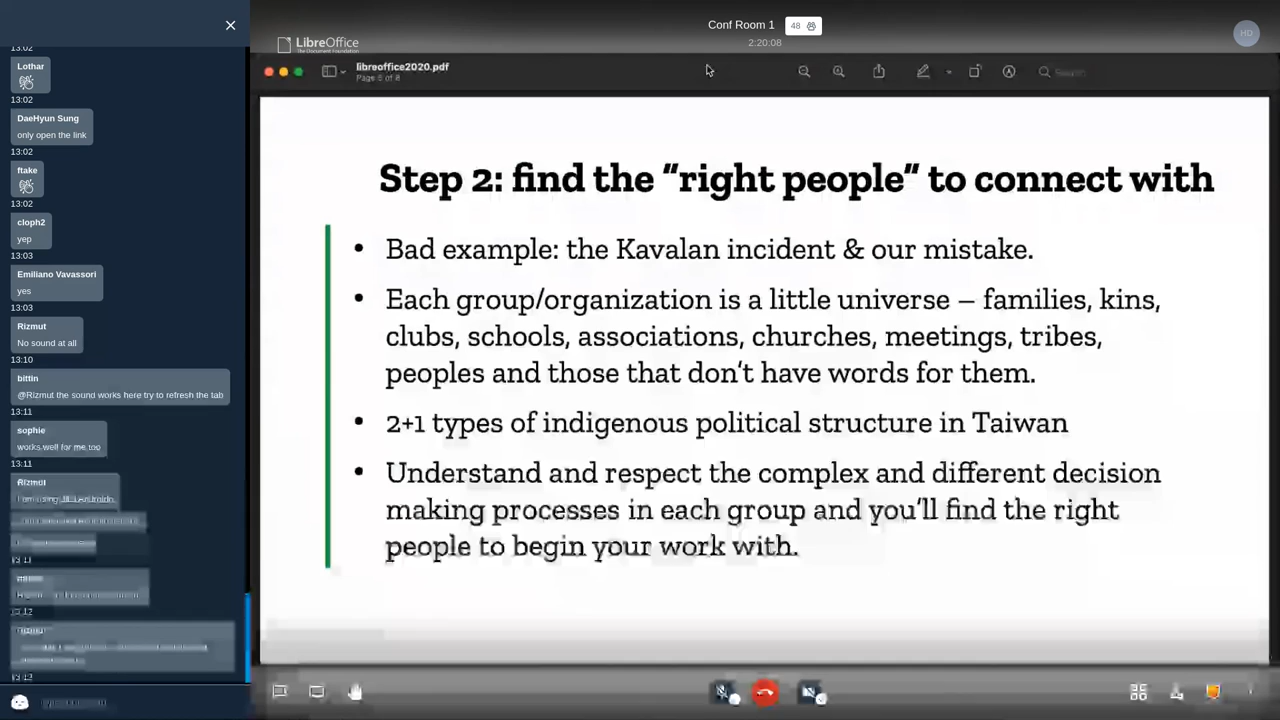 Conf Room 1
48
2:20:08
HD
LibreOffice
The Document Foundation
libreoffice2020.pdf
Page 5 of 8
Search
13:02
Lothar
13:02
DaeHyun Sung
only open the link
13:02
ftake
13:02
cloph2
yep
13:03
Emiliano Vavassori
yes
13:03
Rizmut
No sound at all
13:10
bittin
@Rizmut the sound works here try to refresh the tab
13:11
sophie
works well for me too
13:11
Rizmut
I am using
13:11
13:12
Step 2: find the "right people" to connect with
• Bad example: the Kavalan incident & our mistake.
• Each group/organization is a little universe – families, kins,
clubs, schools, associations, churches, meetings, tribes,
peoples and those that don't have words for them.
• 2+1 types of indigenous political structure in Taiwan
• Understand and respect the complex and different decision
making processes in each group and you'll find the right
people to begin your work with.